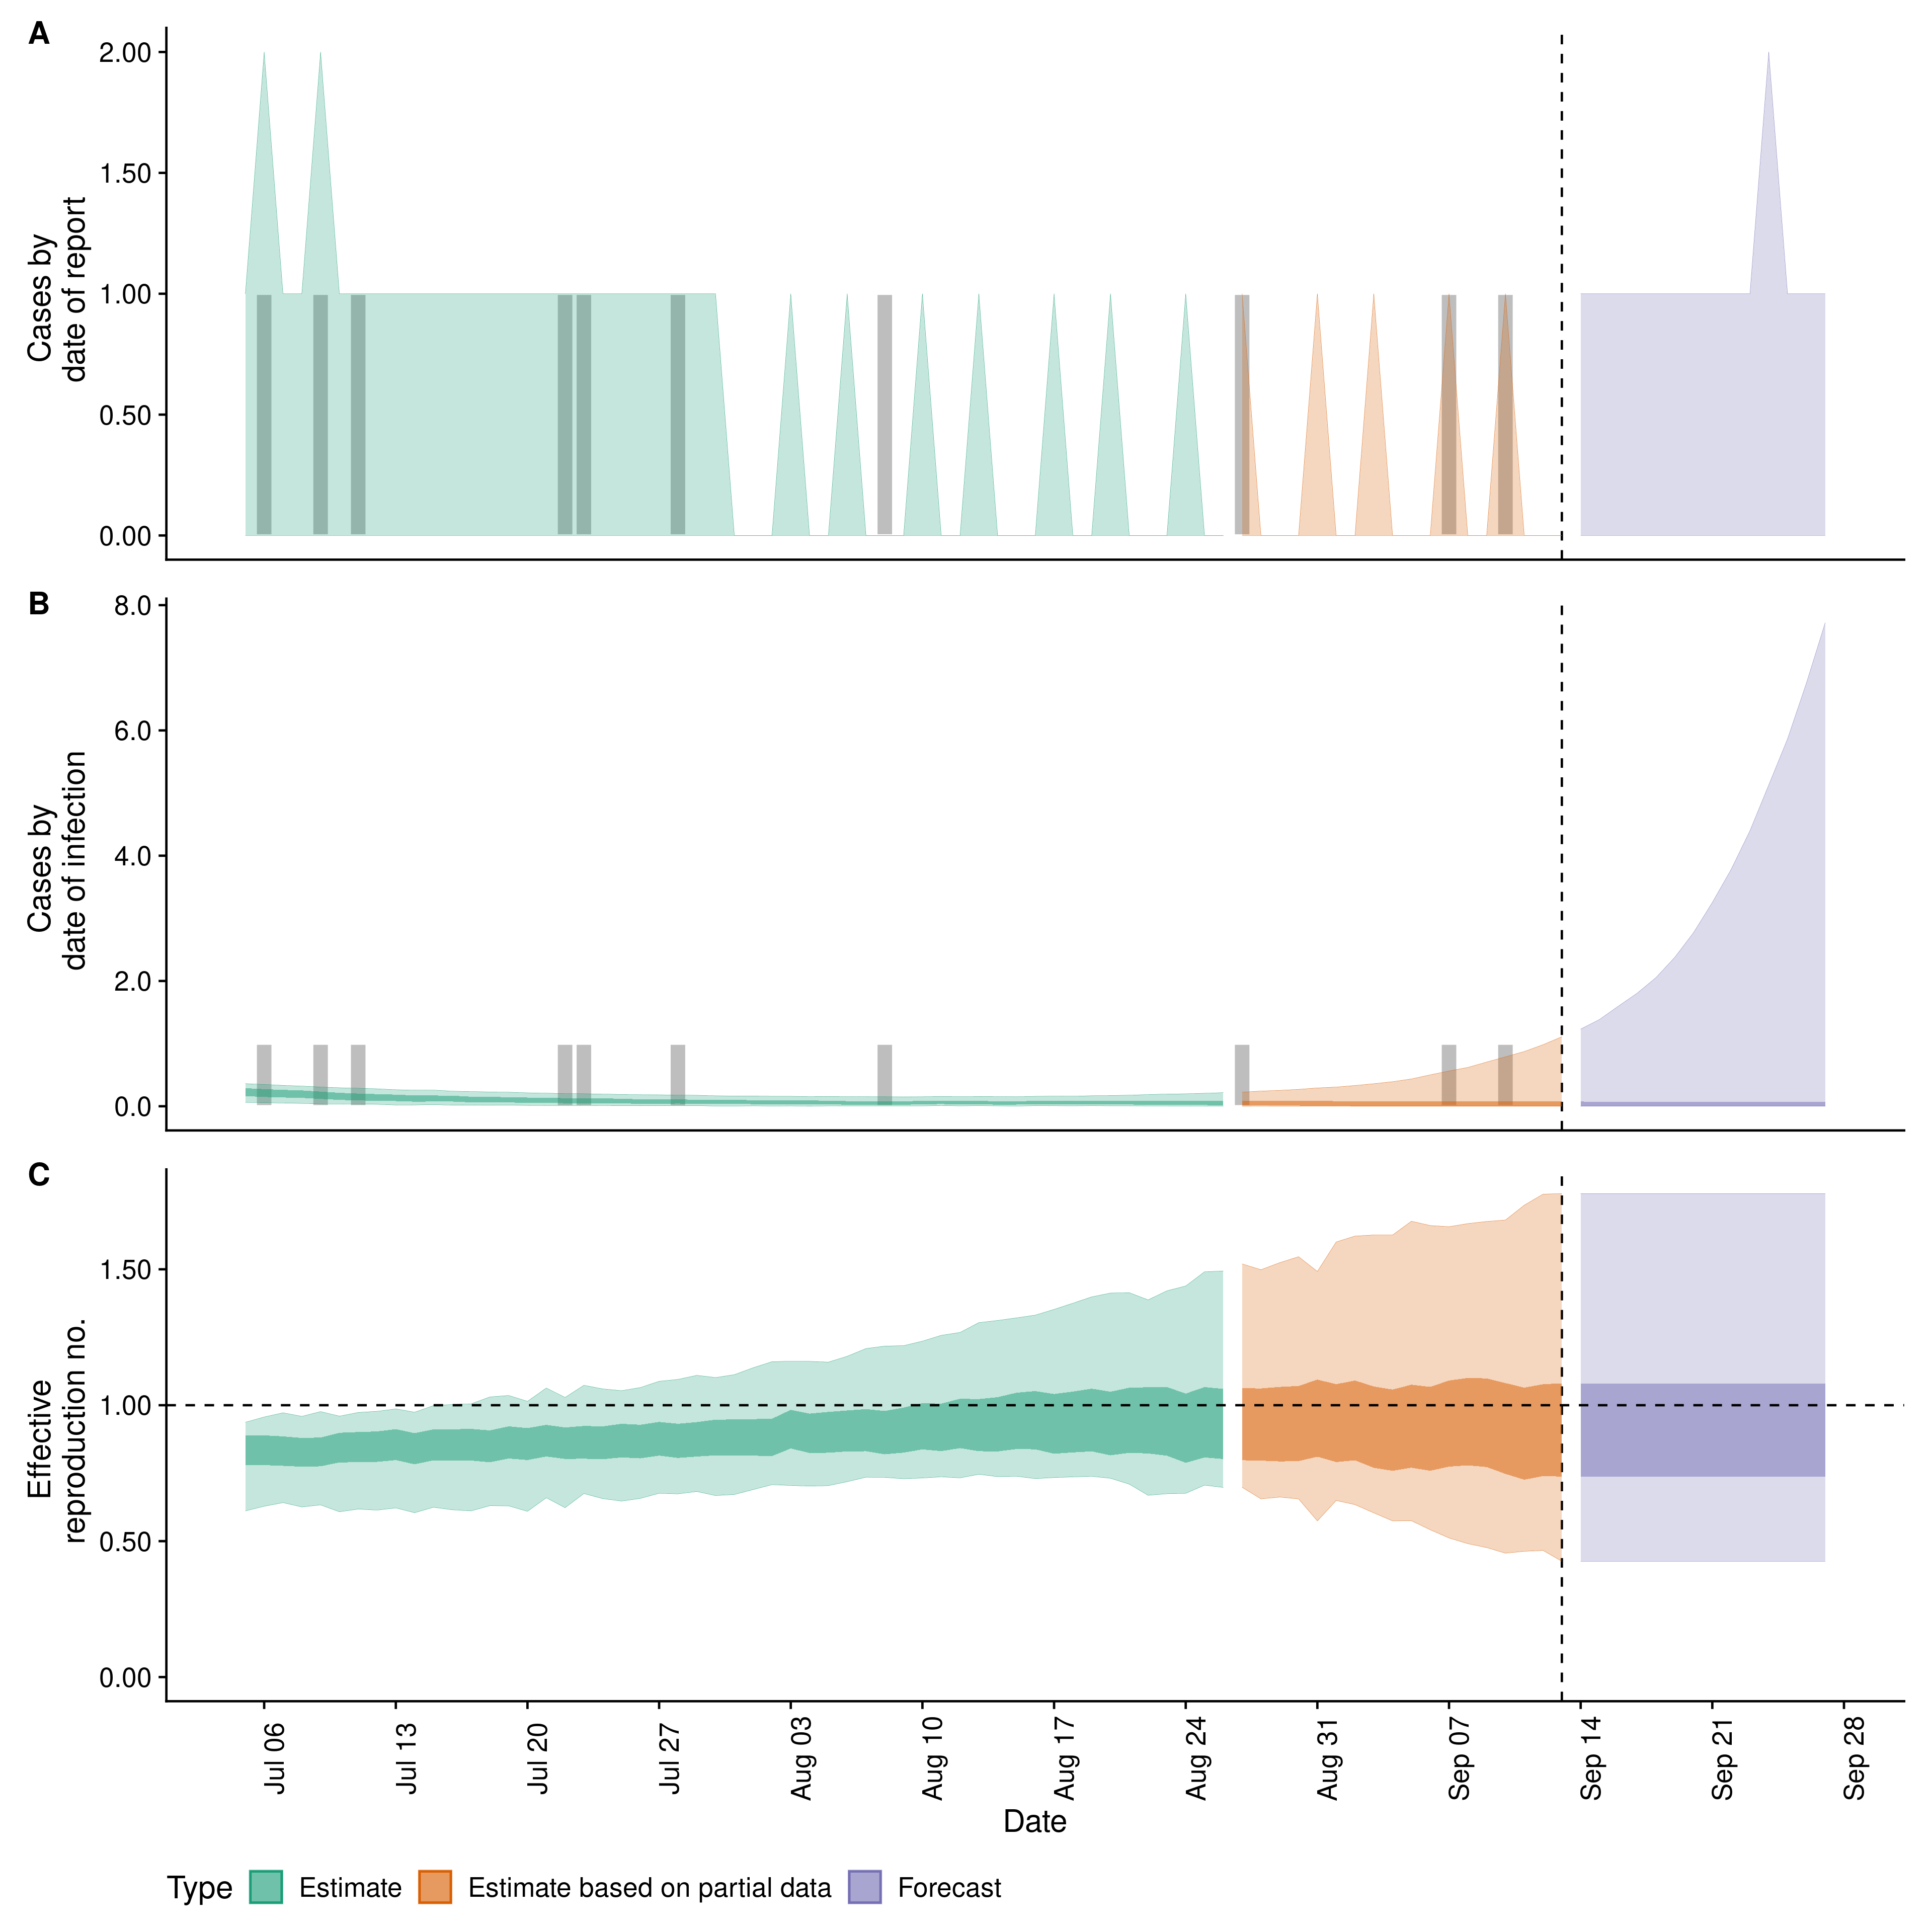 A
2.00
1.50
1.00
0.50
0.00
Cases by
date of report
B
8.0
6.0
4.0
2.0
0.0
Cases by
date of infection
C
1.50
1.00
0.50
0.00
Effective
reproduction no.
Jul 06
Jul 13
Jul 20
Jul 27
Aug 03
Aug 10
Aug 17
Aug 24
Aug 31
Sep 07
Sep 14
Sep 21
Sep 28
Date
Type Estimate Estimate based on partial data Forecast